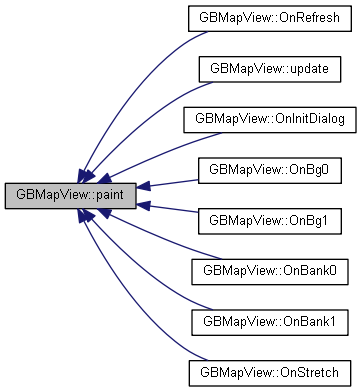 GBMapView::OnRefresh
GBMapView::update
GBMapView::OnInitDialog
GBMapView::OnBg0
GBMapView::paint
GBMapView::OnBg1
GBMapView::OnBank0
GBMapView::OnBank1
GBMapView::OnStretch